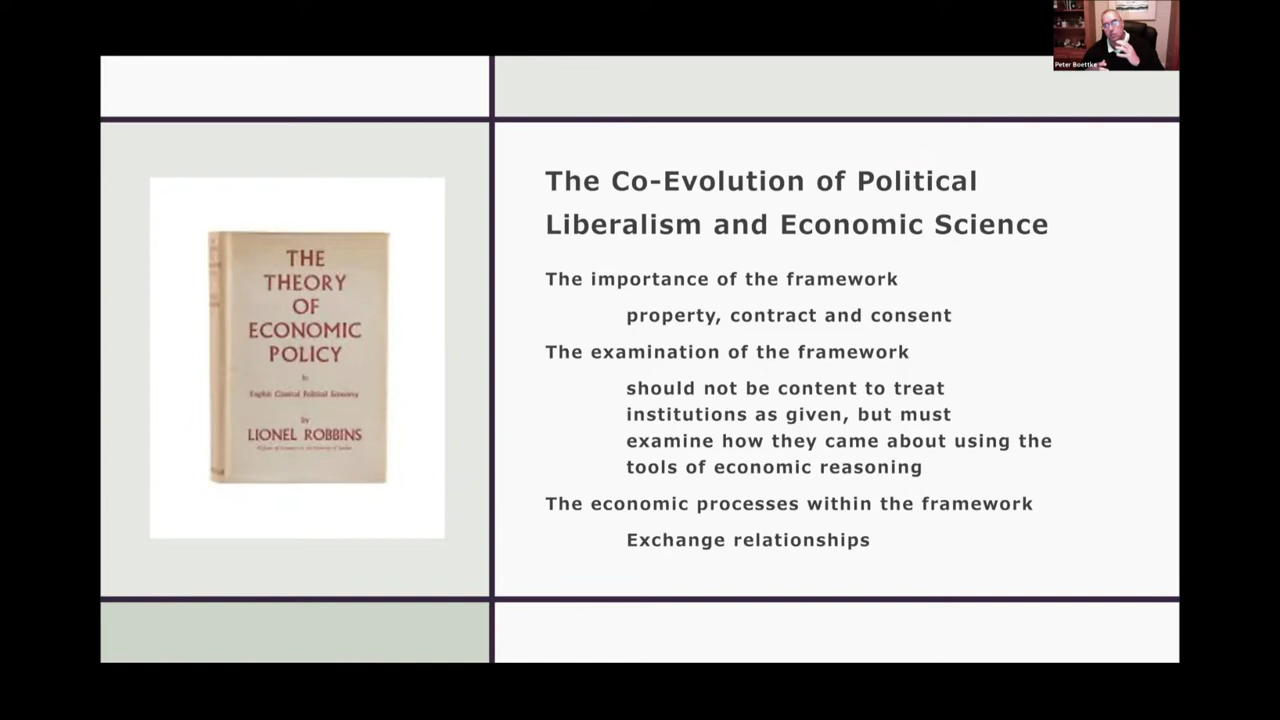 Peter Boettke
THE
THEORY
OF
ECONOMIC
POLICY
In
English Classical Political Economy
by
LIONEL ROBBINS
The Co-Evolution of Political
Liberalism and Economic Science
The importance of the framework
property, contract and consent
The examination of the framework
should not be content to treat
institutions as given, but must
examine how they came about using the
tools of economic reasoning
The economic processes within the framework
Exchange relationships